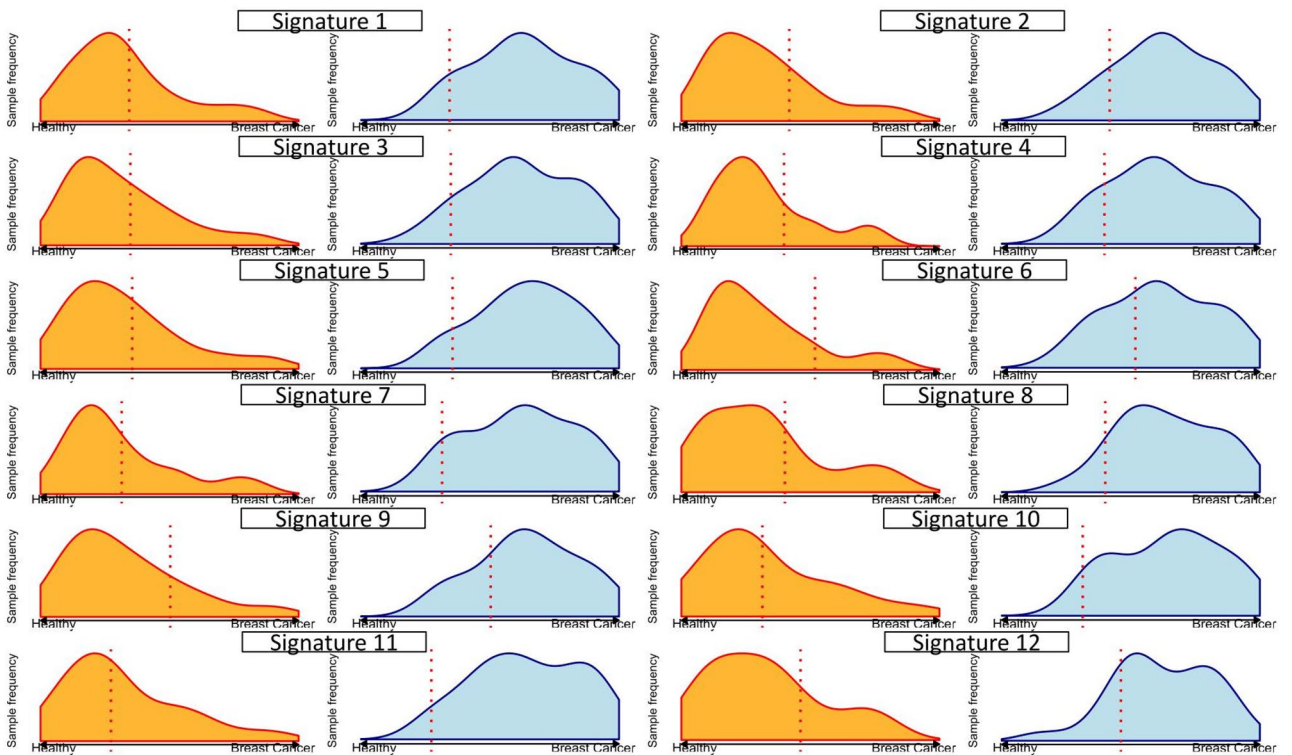 Signature 1
Sample frequency
Healthy
Breast Cancer
Sample frequency
Healthy
Breast Cancer
Signature 2
Sample frequency
Healthy
Breast Cancer
Sample frequency
Healthy
Breast Cancer
Signature 3
Sample frequency
Healthy
Breast Cancer
Sample frequency
Healthy
Breast Cancer
Signature 4
Sample frequency
Healthy
Breast Cancer
Sample frequency
Healthy
Breast Cancer
Signature 5
Sample frequency
Healthy
Breast Cancer
Sample frequency
Healthy
Breast Cancer
Signature 6
Sample frequency
Healthy
Breast Cancer
Sample frequency
Healthy
Breast Cancer
Signature 7
Sample frequency
Healthy
Breast Cancer
Sample frequency
Healthy
Breast Cancer
Signature 8
Sample frequency
Healthy
Breast Cancer
Sample frequency
Healthy
Breast Cancer
Signature 9
Sample frequency
Healthy
Breast Cancer
Sample frequency
Healthy
Breast Cancer
Signature 10
Sample frequency
Healthy
Breast Cancer
Sample frequency
Healthy
Breast Cancer
Signature 11
Sample frequency
Healthy
Breast Cancer
Sample frequency
Healthy
Breast Cancer
Signature 12
Sample frequency
Healthy
Breast Cancer
Sample frequency
Healthy
Breast Cancer